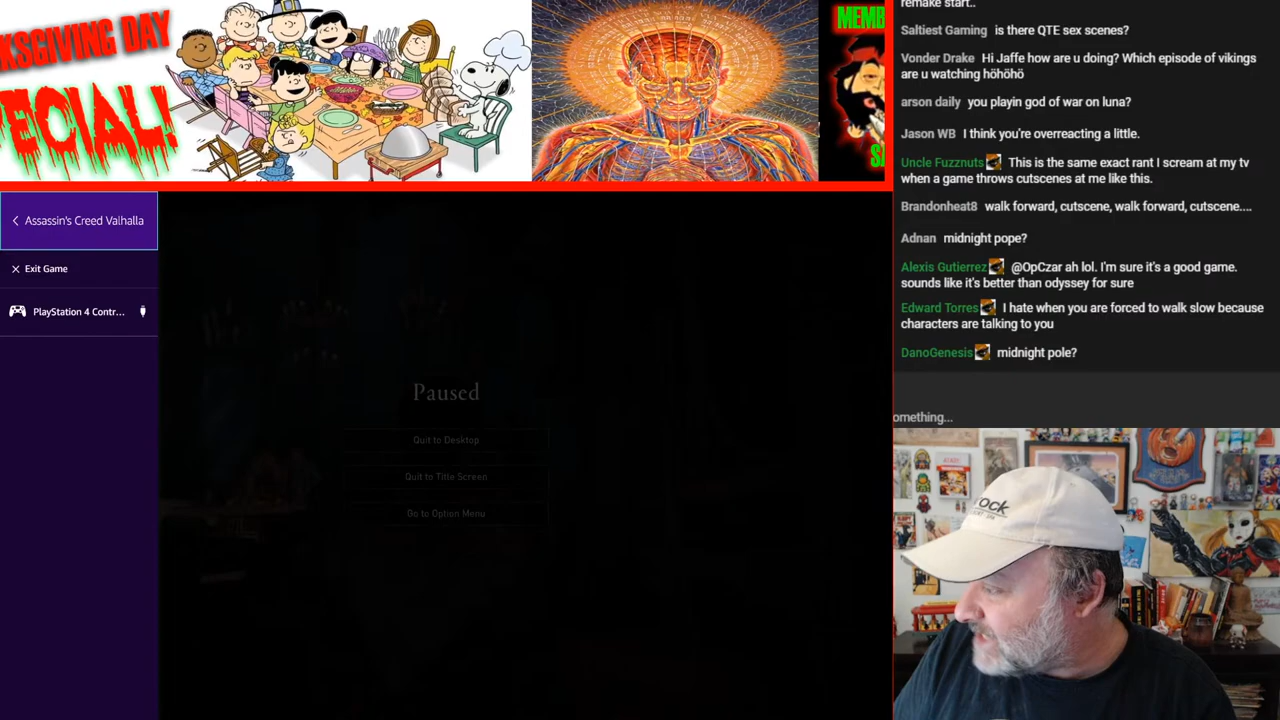 KSGIVING DAY
PECIAL!
MEMB
remake start..
Saltiest Gaming is there QTE sex scenes?
Vonder Drake Hi Jaffe how are u doing? Which episode of vikings
are u watching höhöhö
arson daily you playin god of war on luna?
Jason WB I think you're overreacting a little.
Uncle Fuzznuts This is the same exact rant I scream at my tv
when a game throws cutscenes at me like this.
Brandonheat8 walk forward, cutscene, walk forward, cutscene....
Adnan midnight pope?
Alexis Gutierrez @OpCzar ah lol. I'm sure it's a good game.
sounds like it's better than odyssey for sure
Edward Torres I hate when you are forced to walk slow because
characters are talking to you
DanoGenesis midnight pole?
omething...
Assassin's Creed Valhalla
Exit Game
PlayStation 4 Contr...
Paused
Quit to Desktop
Quit to Title Screen
Go to Option Menu
ATARI